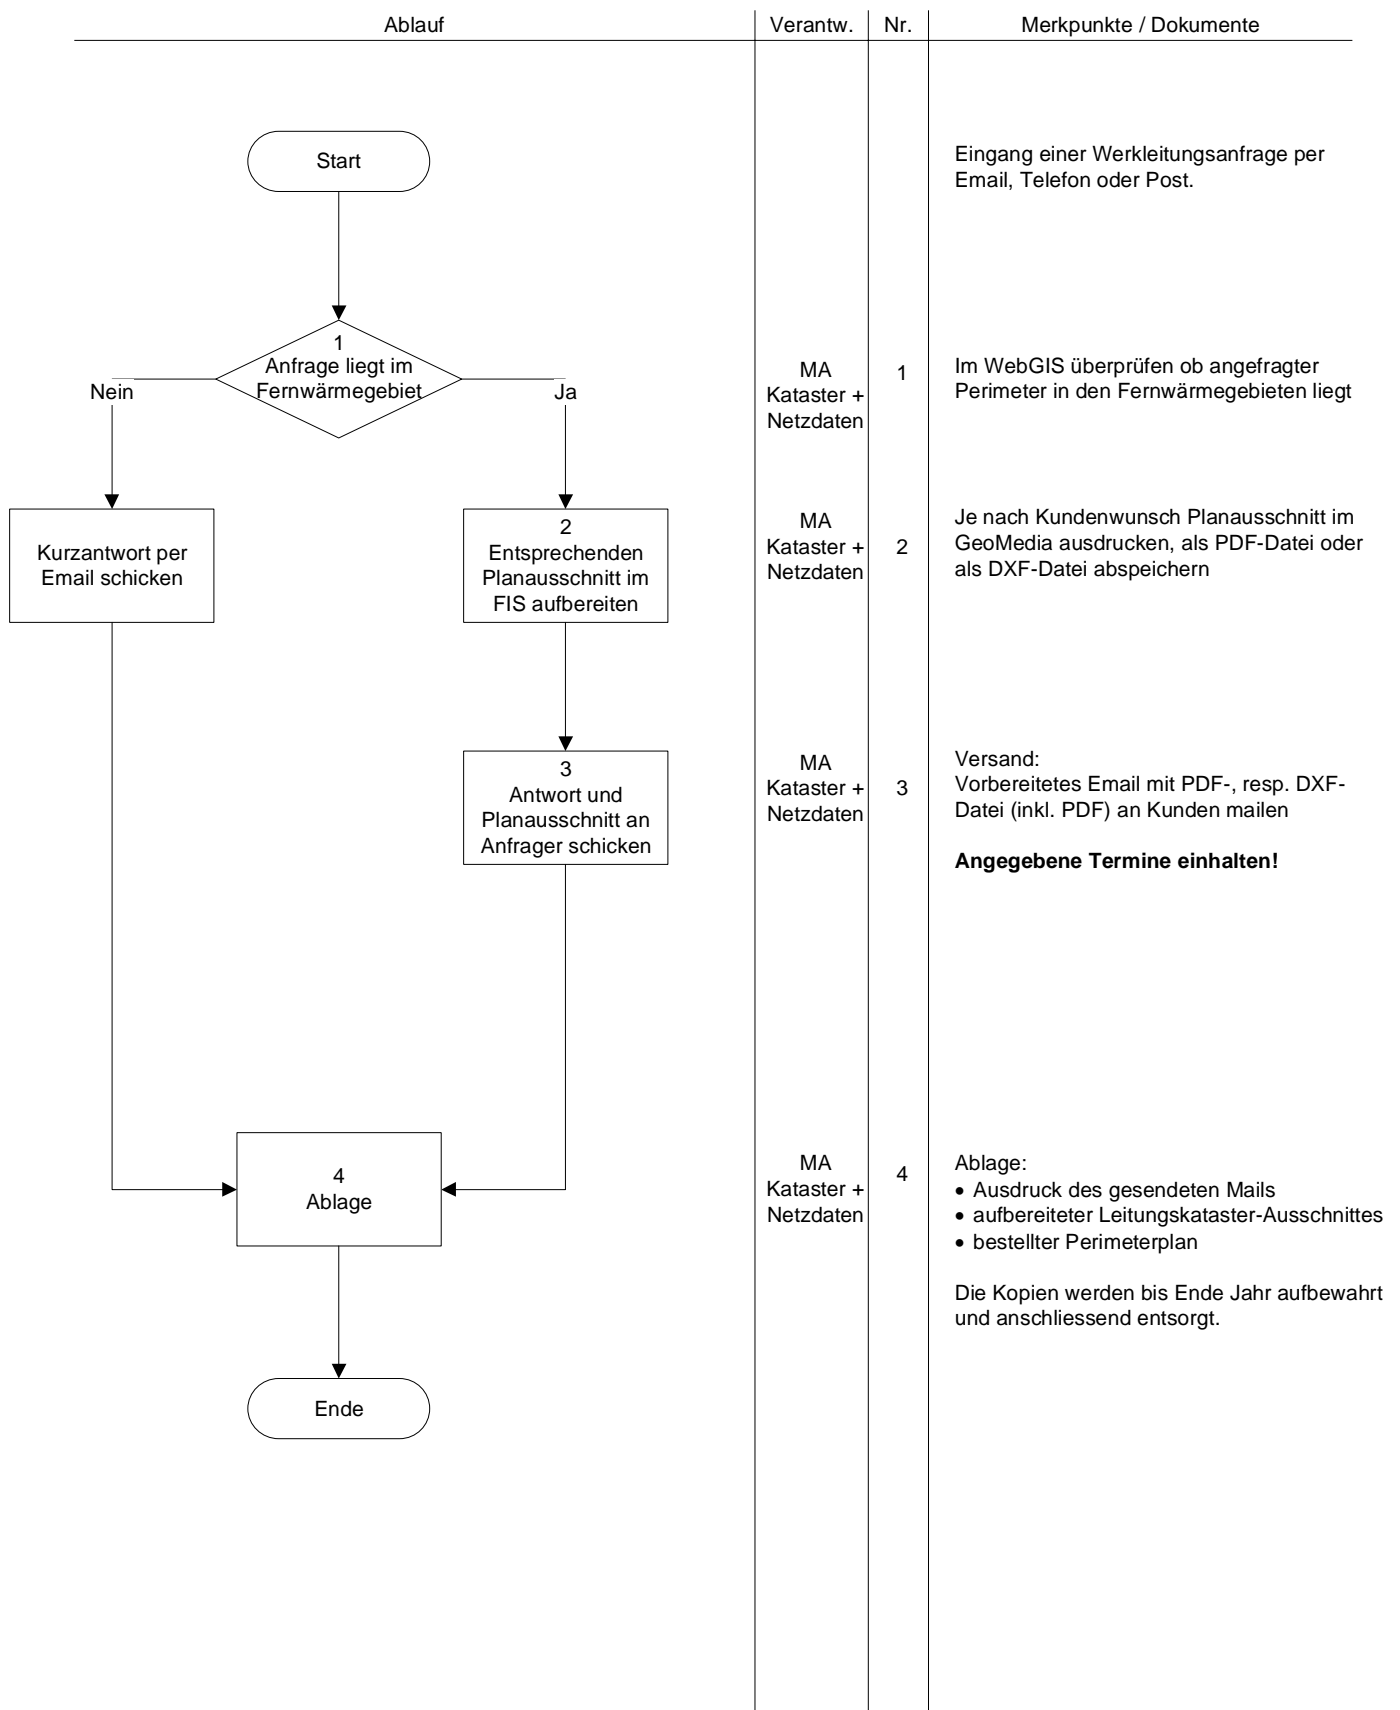 Ablauf
Verantw.
Nr.
Merkpunkte / Dokumente
Start
Eingang einer Werkleitungsanfrage per
Email, Telefon oder Post.
1
Anfrage liegt im
Fernwärmegebiet
Nein
Ja
MA
Kataster +
Netzdaten
1
Im WebGIS überprüfen ob angefragter
Perimeter in den Fernwärmegebieten liegt
Kurzantwort per
Email schicken
2
Entsprechenden
Planausschnitt im
FIS aufbereiten
MA
Kataster +
Netzdaten
2
Je nach Kundenwunsch Planausschnitt im
GeoMedia ausdrucken, als PDF-Datei oder
als DXF-Datei abspeichern
3
Antwort und
Planausschnitt an
Anfrager schicken
MA
Kataster +
Netzdaten
3
Versand:
Vorbereitetes Email mit PDF-, resp. DXF-
Datei (inkl. PDF) an Kunden mailen
Angegebene Termine einhalten!
4
Ablage
MA
Kataster +
Netzdaten
4
Ablage:
• Ausdruck des gesendeten Mails
• aufbereiteter Leitungskataster-Ausschnittes
• bestellter Perimeterplan
Die Kopien werden bis Ende Jahr aufbewahrt
und anschliessend entsorgt.
Ende